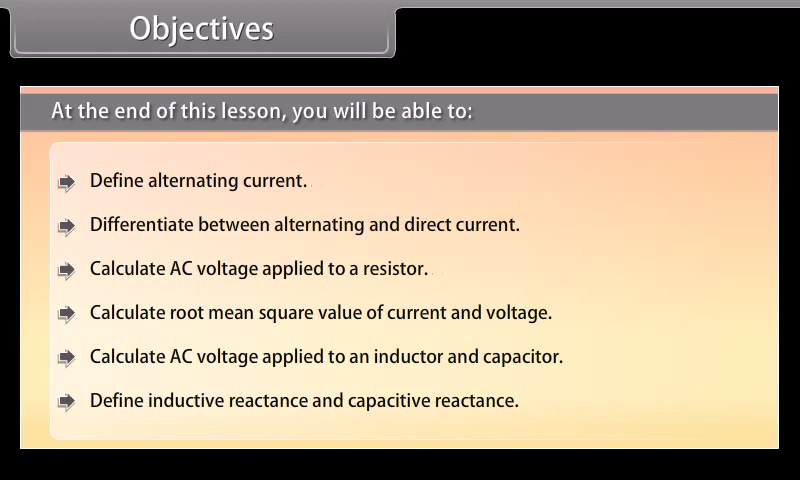 Objectives
At the end of this lesson, you will be able to:
Define alternating current.
Differentiate between alternating and direct current.
Calculate AC voltage applied to a resistor.
Calculate root mean square value of current and voltage.
Calculate AC voltage applied to an inductor and capacitor.
Define inductive reactance and capacitive reactance.